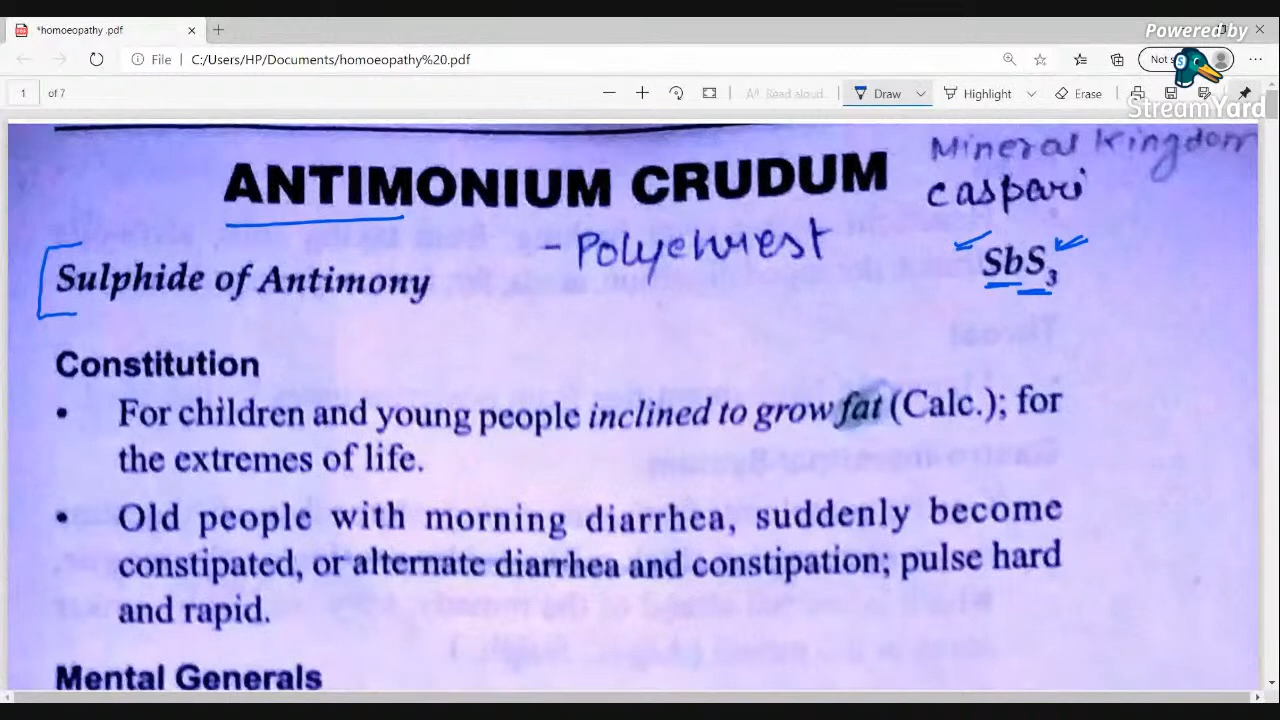 *homoeopathy .pdf
Powered by
File C:/Users/HP/Documents/homoeopathy%20.pdf
Not s
1 of 7 Read aloud Draw Highlight Erase
StreamYard
Mineral Kingdom
ANTIMONIUM CRUDUM
caspari
- Polychrest
SbS3
Sulphide of Antimony
Constitution
• For children and young people inclined to grow fat (Calc.); for
the extremes of life.
• Old people with morning diarrhea, suddenly become
constipated, or alternate diarrhea and constipation; pulse hard
and rapid.
Mental Generals